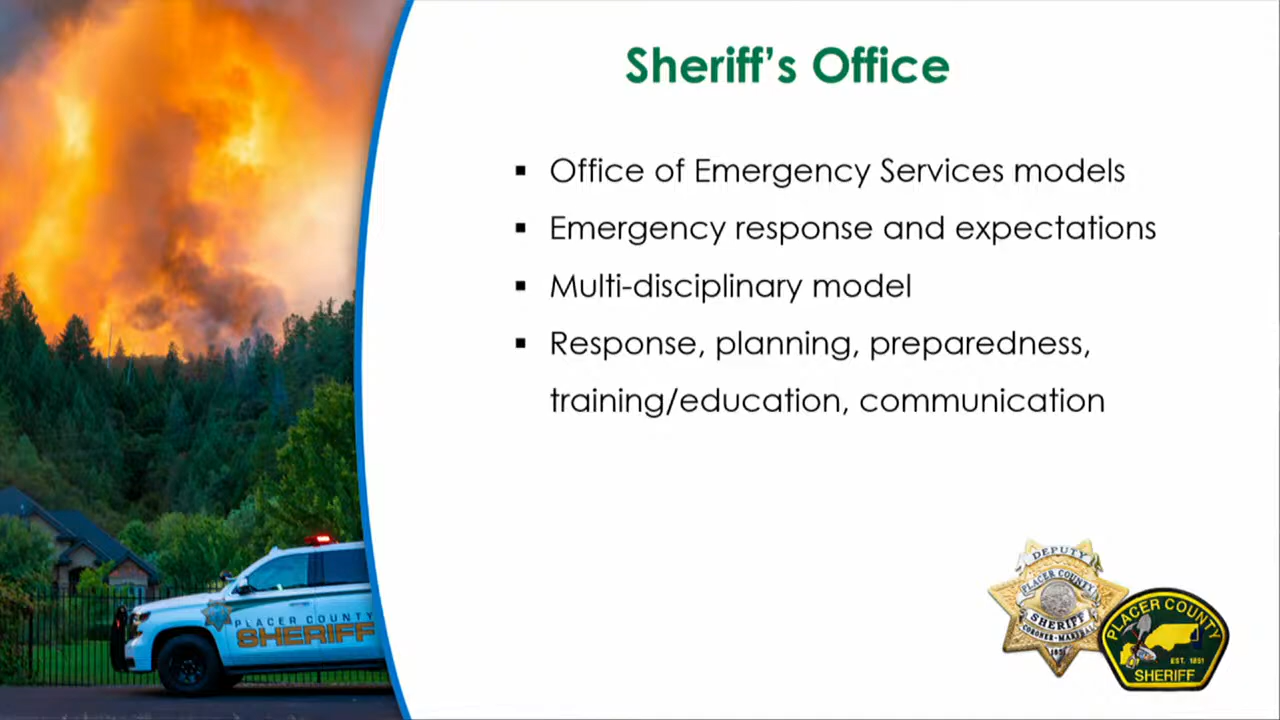 Sheriff's Office
▪ Office of Emergency Services models
▪ Emergency response and expectations
▪ Multi-disciplinary model
▪ Response, planning, preparedness,
training/education, communication
PLACER COUNTY
SHERIFF
DEPUTY
PLACER COUNTY
SHERIFF
CORONER-MARSHAL
PLACER COUNTY
EST. 1851
SHERIFF